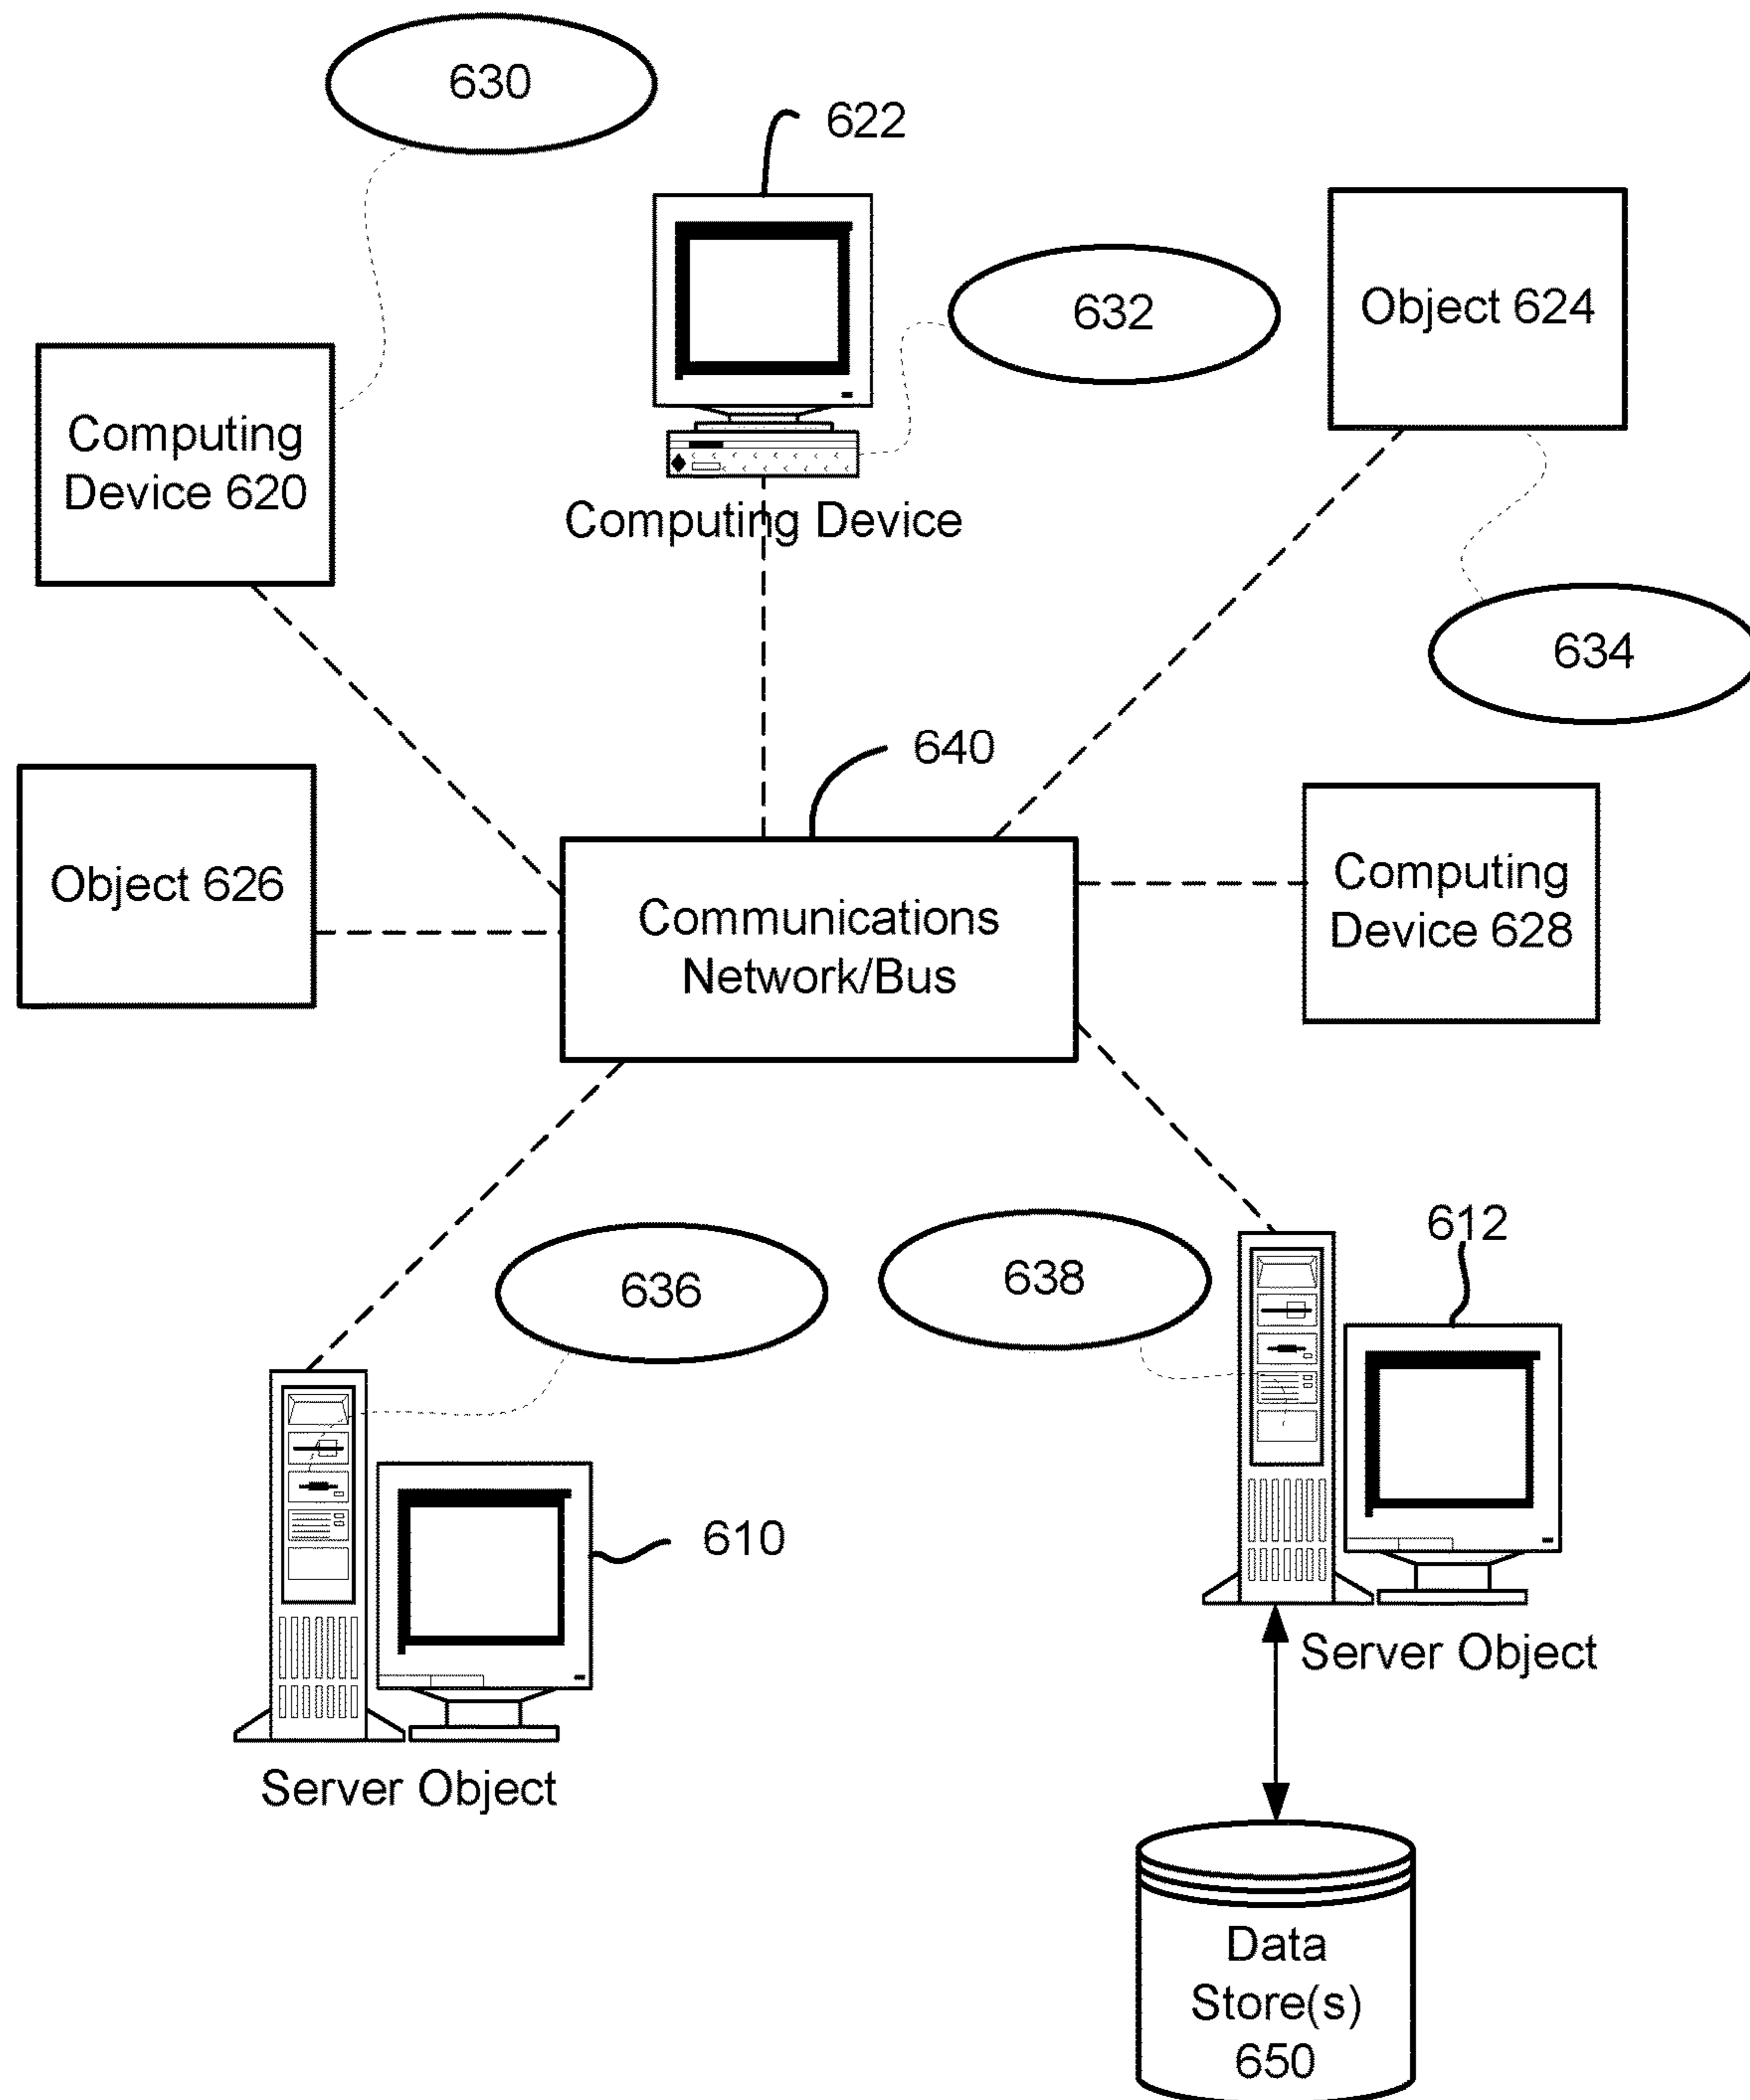 630
622
632
Object 624
Computing
Device 620
Computing Device
634
640
Object 626
Computing
Device 628
Communications
Network/Bus
612
636
638
610
Server Object
Server Object
Data
Store(s)
650